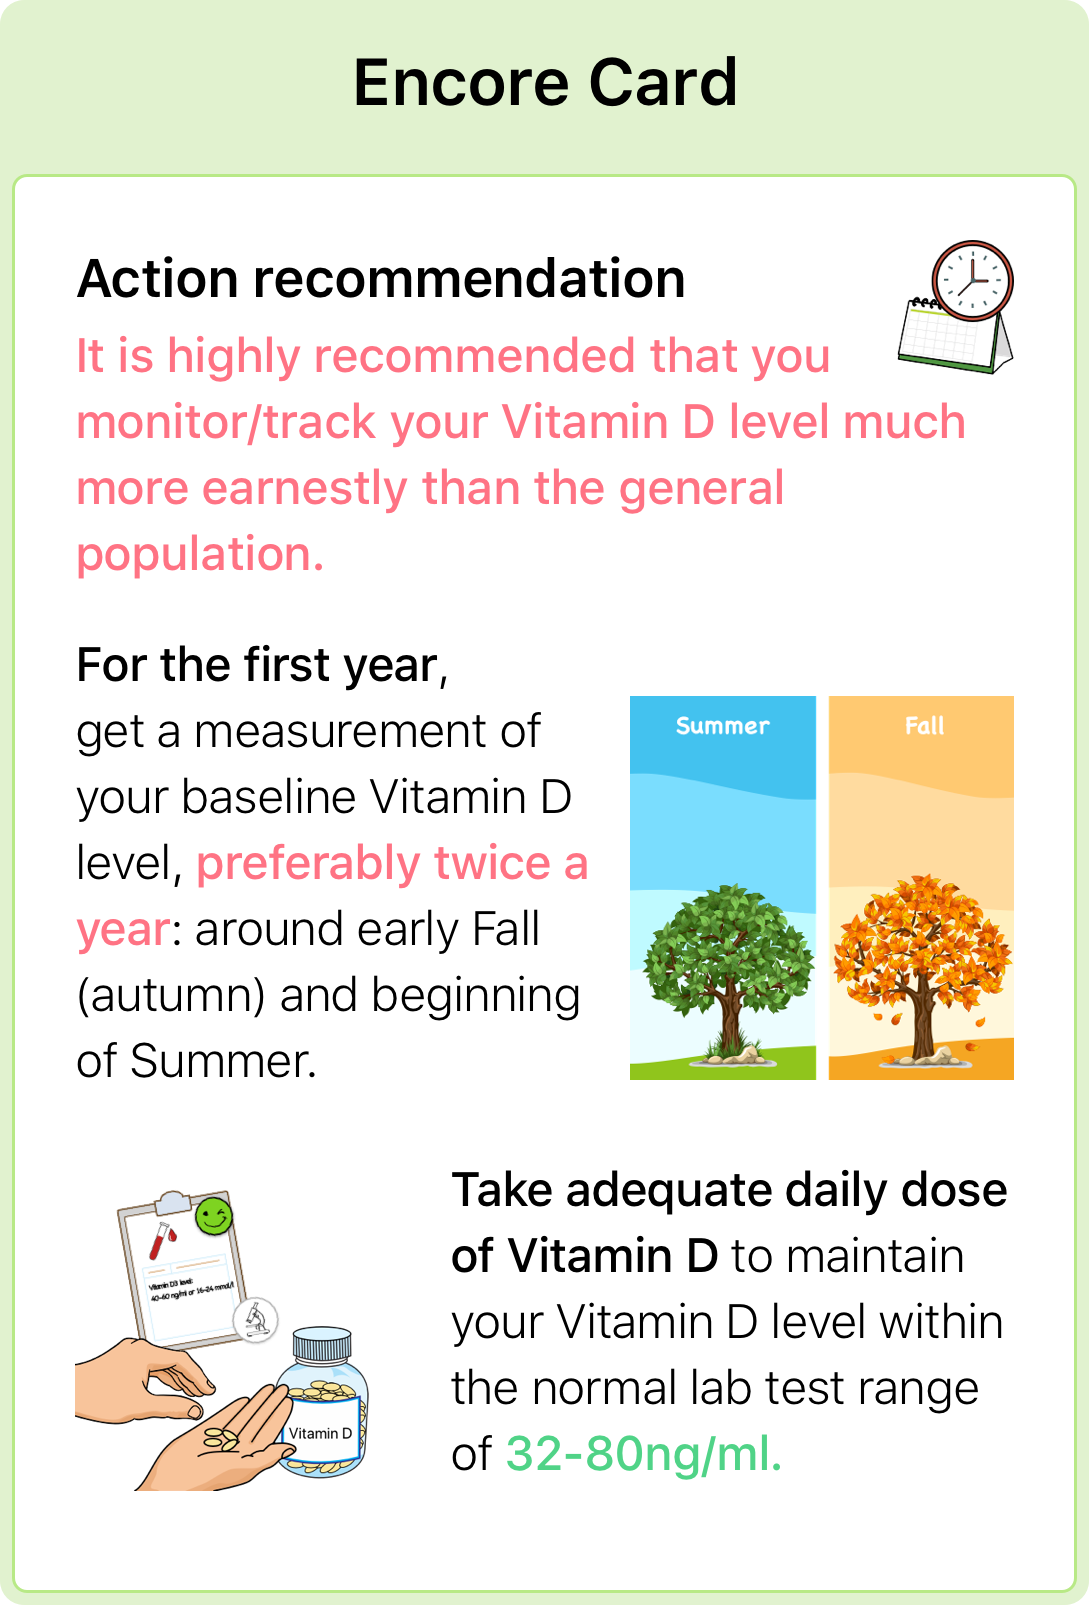 Encore Card
Action recommendation
It is highly recommended that you
monitor/track your Vitamin D level much
more earnestly than the general
population.
For the first year,
get a measurement of
your baseline Vitamin D
level, preferably twice a
year: around early Fall
(autumn) and beginning
of Summer.
Summer
Fall
Vitamin D3 level:
40-60 ng/ml or 16-24 mmol/l
Vitamin D
Take adequate daily dose
of Vitamin D to maintain
your Vitamin D level within
the normal lab test range
of 32-80ng/ml.